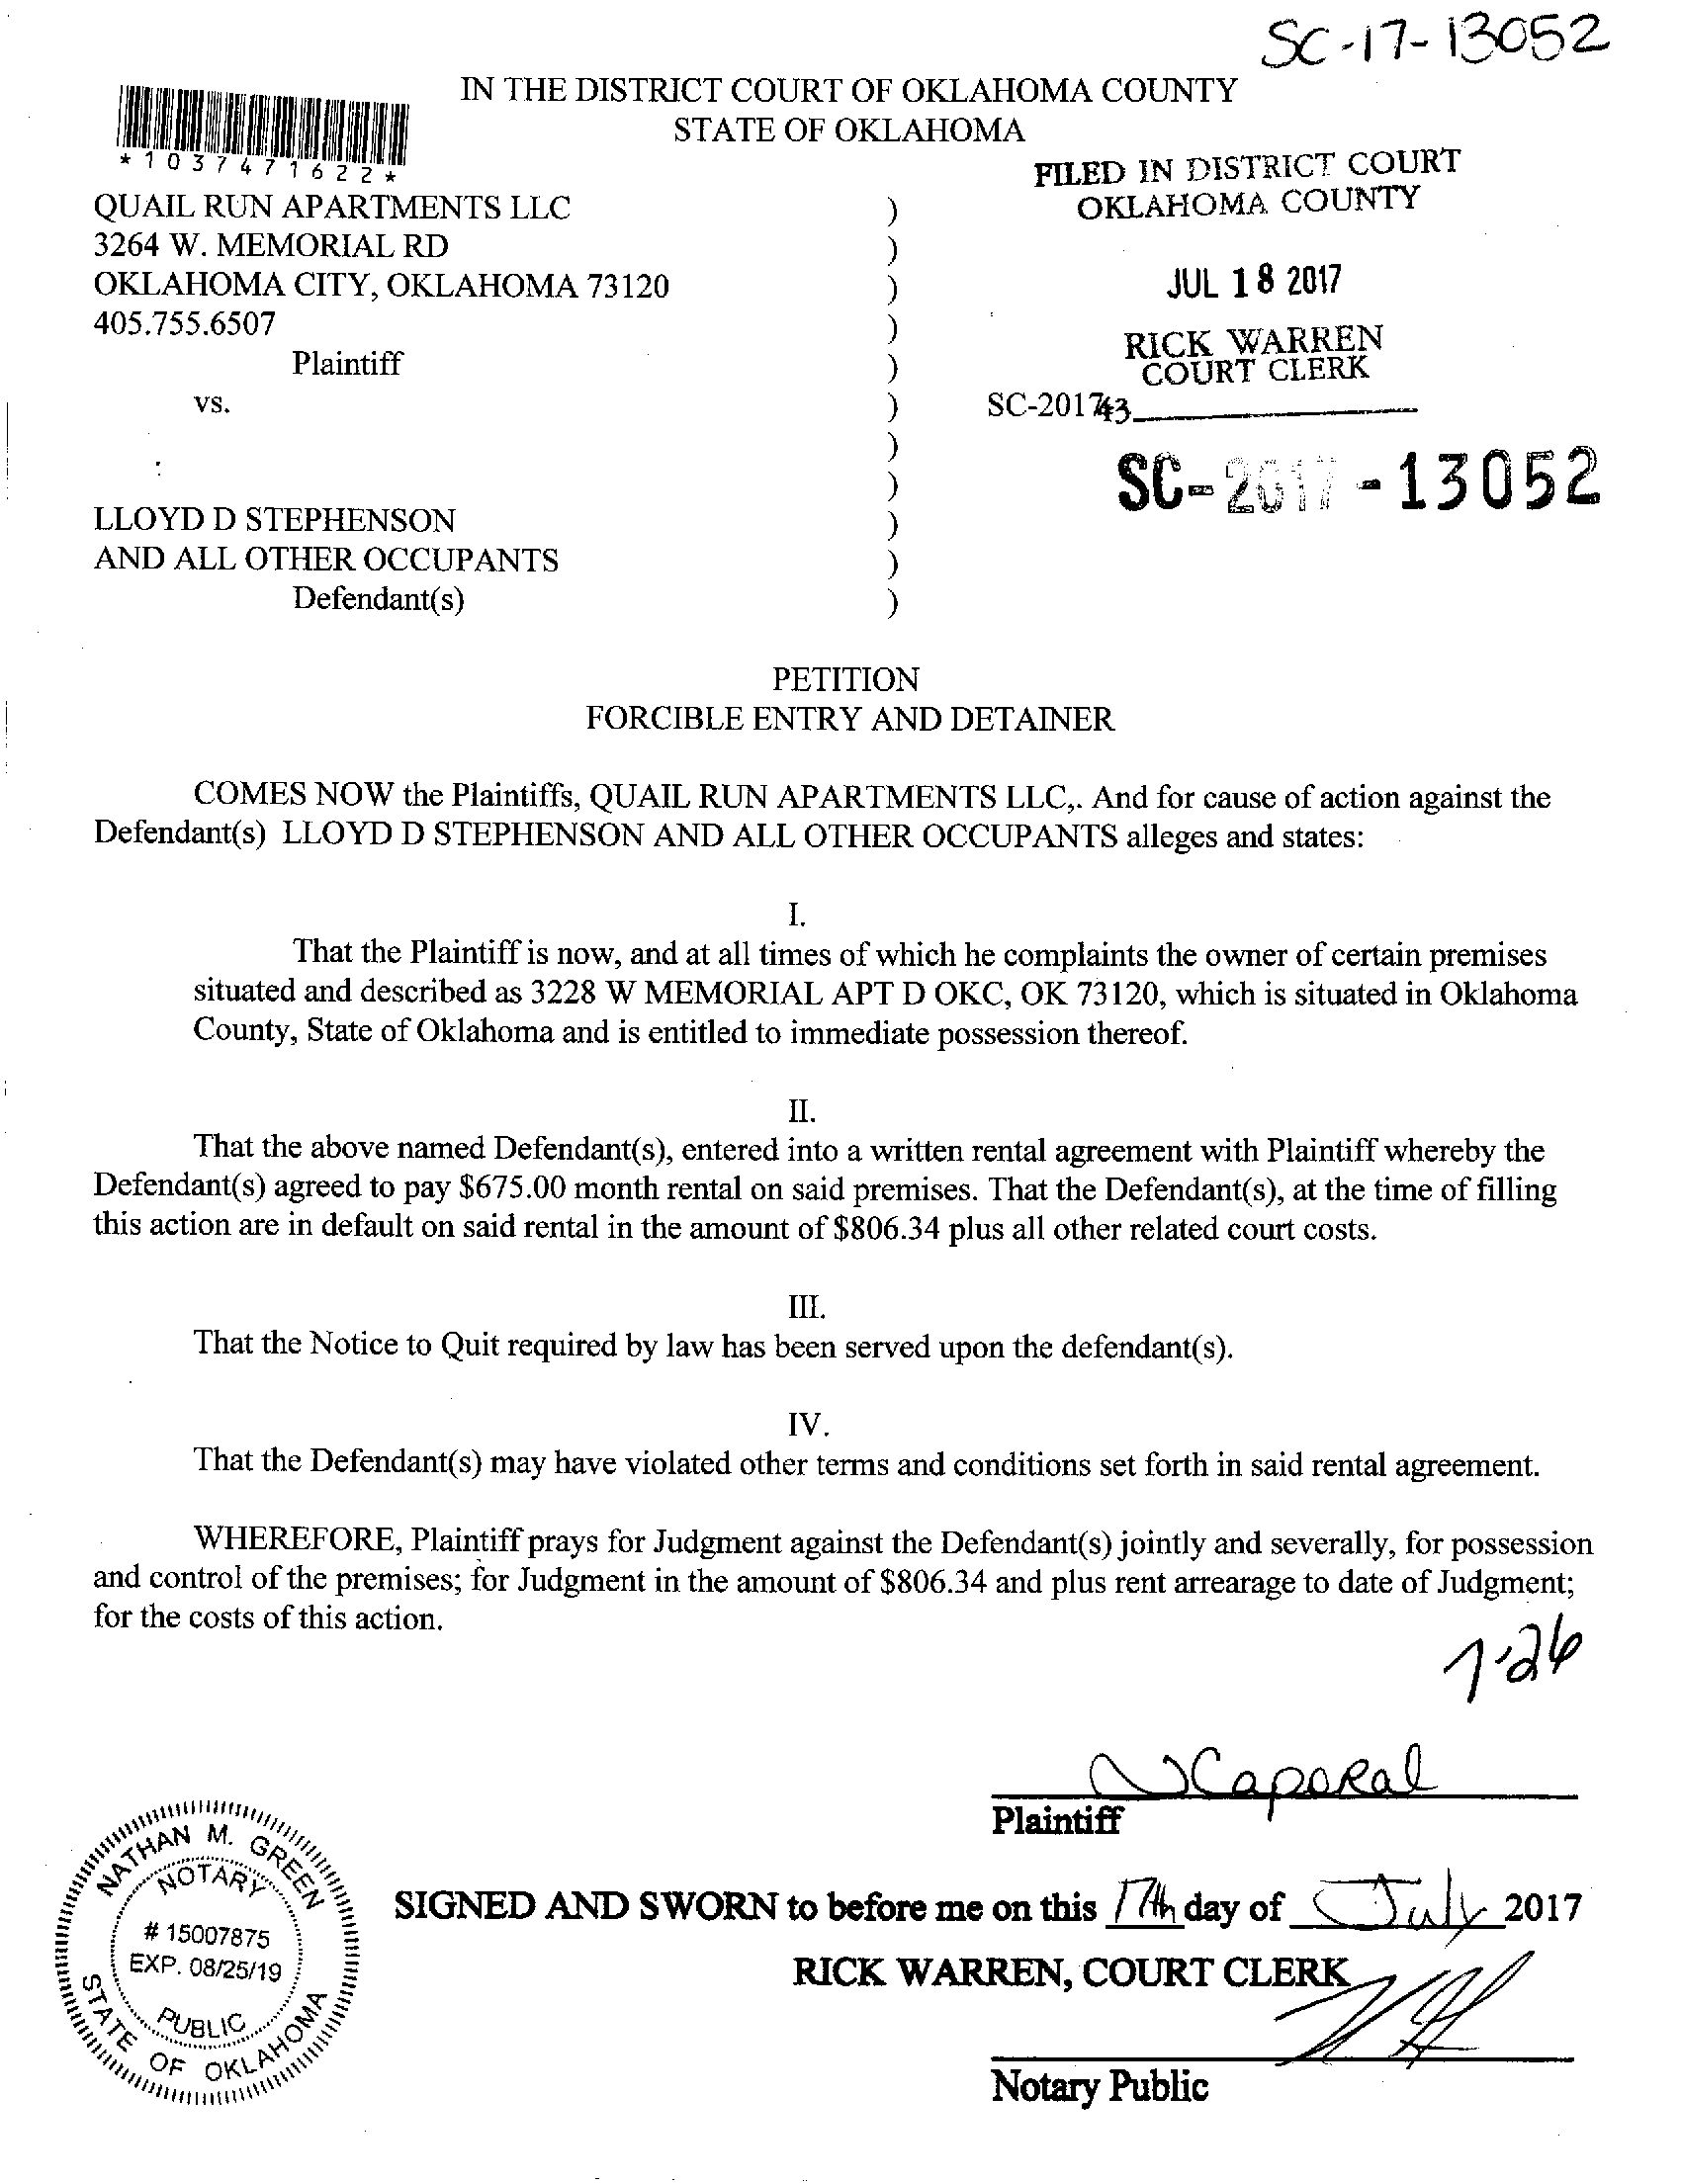 SC-17-13052
IN THE DISTRICT COURT OF OKLAHOMA COUNTY
STATE OF OKLAHOMA
*1037471622*
FILED IN DISTRICT COURT
OKLAHOMA COUNTY
JUL 18 2017
RICK WARREN
COURT CLERK
QUAIL RUN APARTMENTS LLC )
3264 W. MEMORIAL RD )
OKLAHOMA CITY, OKLAHOMA 73120 )
405.755.6507 )
Plaintiff )
vs. ) SC-201743
)
) SC-2017-13052
LLOYD D STEPHENSON )
AND ALL OTHER OCCUPANTS )
Defendant(s) )
PETITION
FORCIBLE ENTRY AND DETAINER
COMES NOW the Plaintiffs, QUAIL RUN APARTMENTS LLC,. And for cause of action against the
Defendant(s) LLOYD D STEPHENSON AND ALL OTHER OCCUPANTS alleges and states:
I.
That the Plaintiff is now, and at all times of which he complaints the owner of certain premises
situated and described as 3228 W MEMORIAL APT D OKC, OK 73120, which is situated in Oklahoma
County, State of Oklahoma and is entitled to immediate possession thereof.
II.
That the above named Defendant(s), entered into a written rental agreement with Plaintiff whereby the
Defendant(s) agreed to pay $675.00 month rental on said premises. That the Defendant(s), at the time of filling
this action are in default on said rental in the amount of $806.34 plus all other related court costs.
III.
That the Notice to Quit required by law has been served upon the defendant(s).
IV.
That the Defendant(s) may have violated other terms and conditions set forth in said rental agreement.
WHEREFORE, Plaintiff prays for Judgment against the Defendant(s) jointly and severally, for possession
and control of the premises; for Judgment in the amount of $806.34 and plus rent arrearage to date of Judgment;
for the costs of this action.
7-26
NCaporal
Plaintiff
SIGNED AND SWORN to before me on this 17th day of July 2017
RICK WARREN, COURT CLERK
Notary Public
NATHAN M. GREEN
NOTARY
# 15007875
EXP. 08/25/19
PUBLIC
STATE OF OKLAHOMA